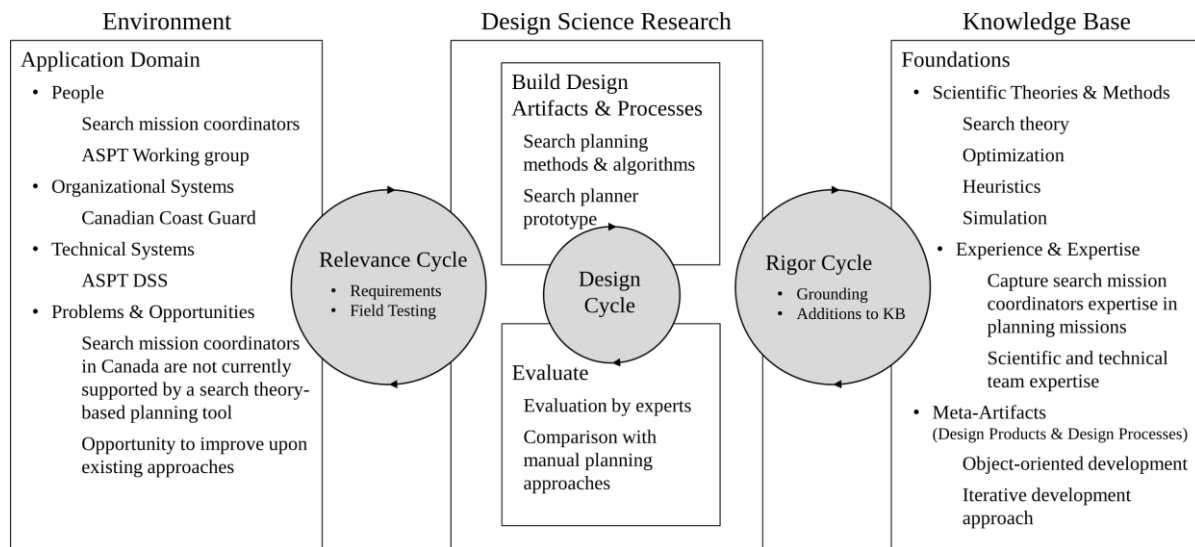 Environment
Application Domain
• People
Search mission coordinators
ASPT Working group
• Organizational Systems
Canadian Coast Guard
• Technical Systems
ASPT DSS
• Problems & Opportunities
Search mission coordinators
in Canada are not currently
supported by a search theory-
based planning tool
Opportunity to improve upon
existing approaches
Relevance Cycle
• Requirements
• Field Testing
Design Science Research
Build Design
Artifacts & Processes
Search planning
methods & algorithms
Search planner
prototype
Design
Cycle
Evaluate
Evaluation by experts
Comparison with
manual planning
approaches
Rigor Cycle
• Grounding
• Additions to KB
Knowledge Base
Foundations
• Scientific Theories & Methods
Search theory
Optimization
Heuristics
Simulation
• Experience & Expertise
Capture search mission
coordinators expertise in
planning missions
Scientific and technical
team expertise
• Meta-Artifacts
(Design Products & Design Processes)
Object-oriented development
Iterative development
approach